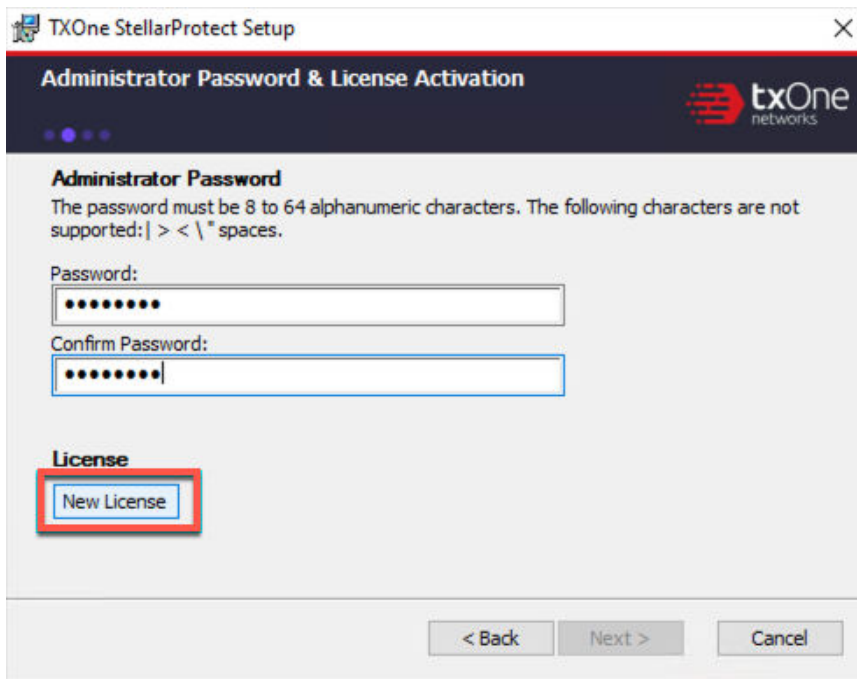 TXOne StellarProtect Setup
Administrator Password & License Activation
txOne
networks
Administrator Password
The password must be 8 to 64 alphanumeric characters. The following characters are not
supported:| > < \ " spaces.
Password:
Confirm Password:
License
New License
< Back
Next >
Cancel